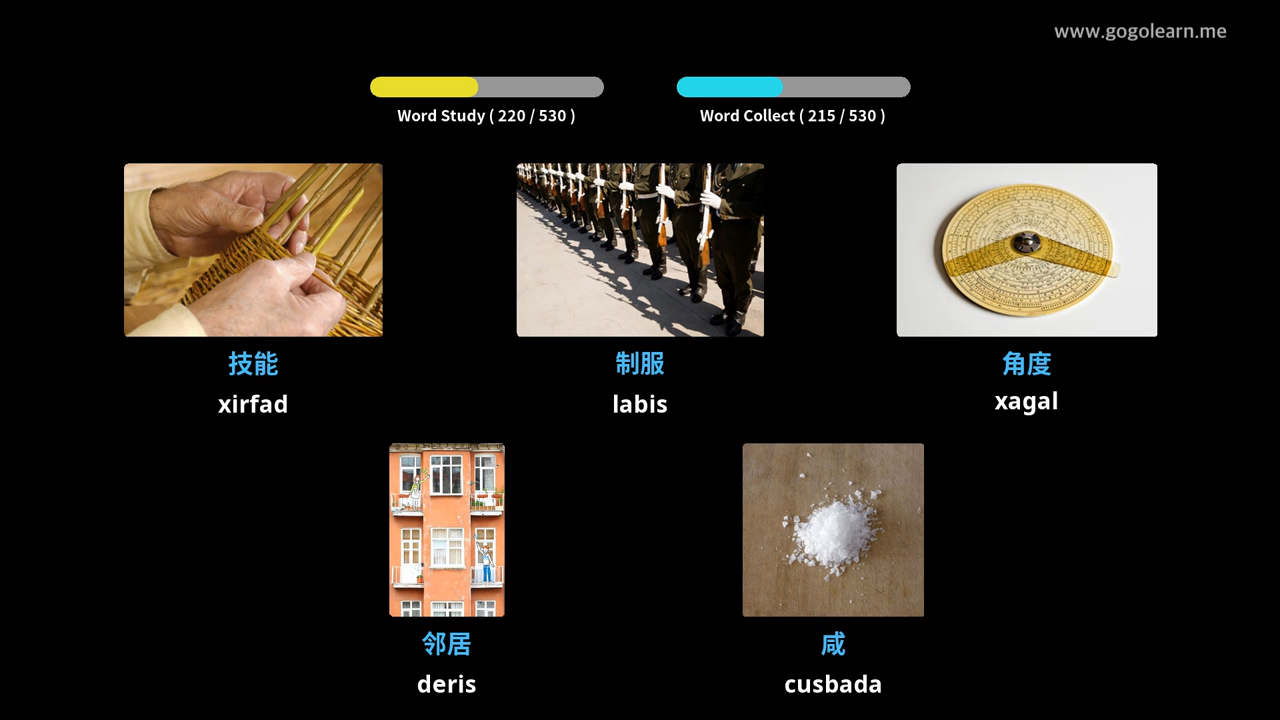 www.gogolearn.me
Word Study ( 220 / 530 )
Word Collect ( 215 / 530 )
技能
xirfad
制服
labis
角度
xagal
邻居
deris
咸
cusbada